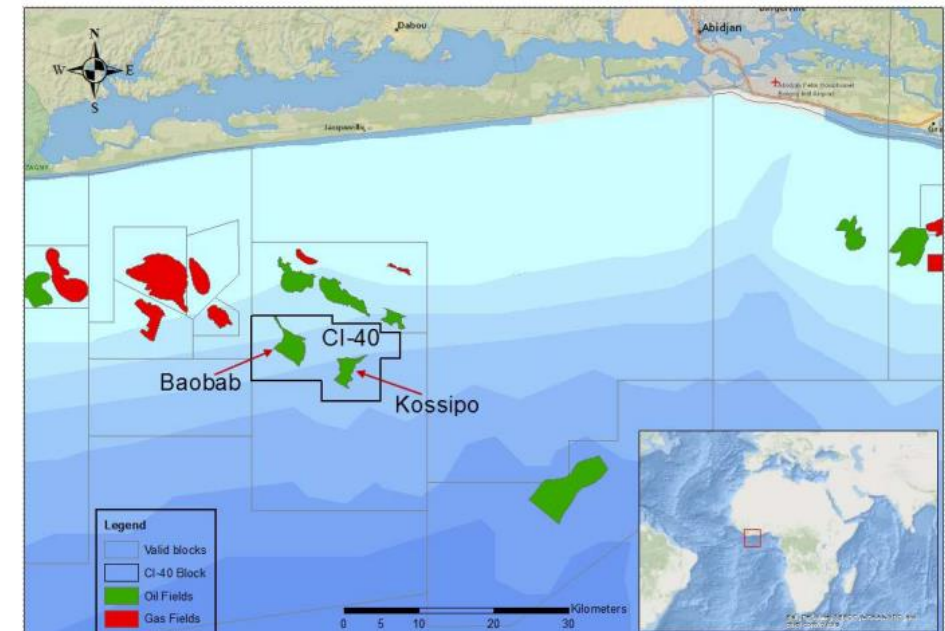 N
W
E
S
Dabou
Abidjan
Jacqueville
CI-40
Baobab
Kossipo
Legend
Valid blocks
CI-40 Block
Oil Fields
Gas Fields
Kilometers
0 5 10 20 30